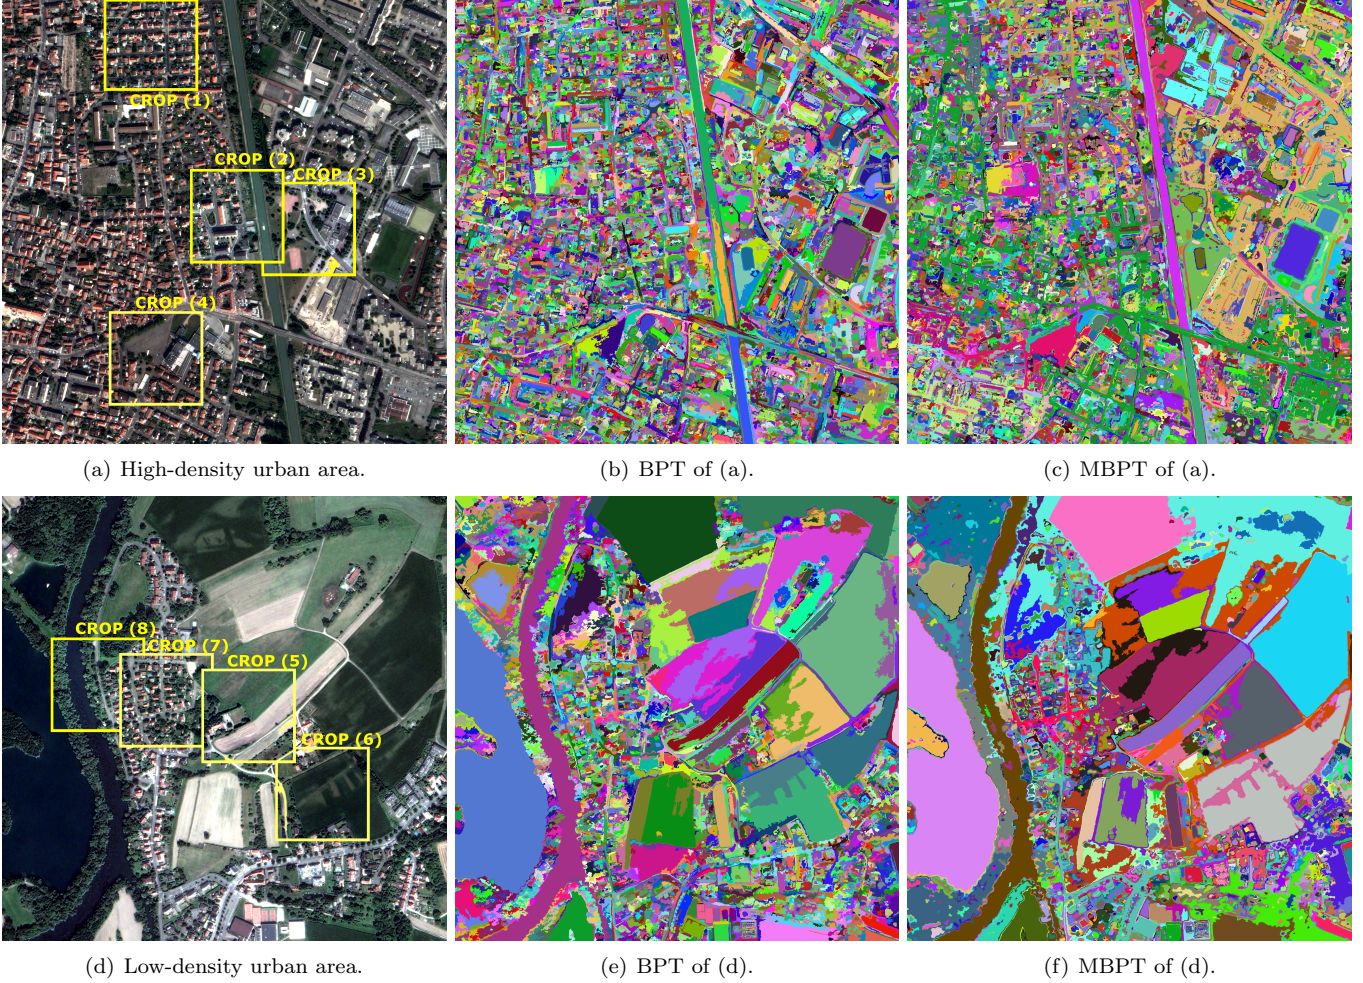 CROP (1)
CROP (2)
CROP (3)
CROP (4)
(a) High-density urban area.
(b) BPT of (a).
(c) MBPT of (a).
CROP (8)
CROP (7)
CROP (5)
CROP (6)
(d) Low-density urban area.
(e) BPT of (d).
(f) MBPT of (d).